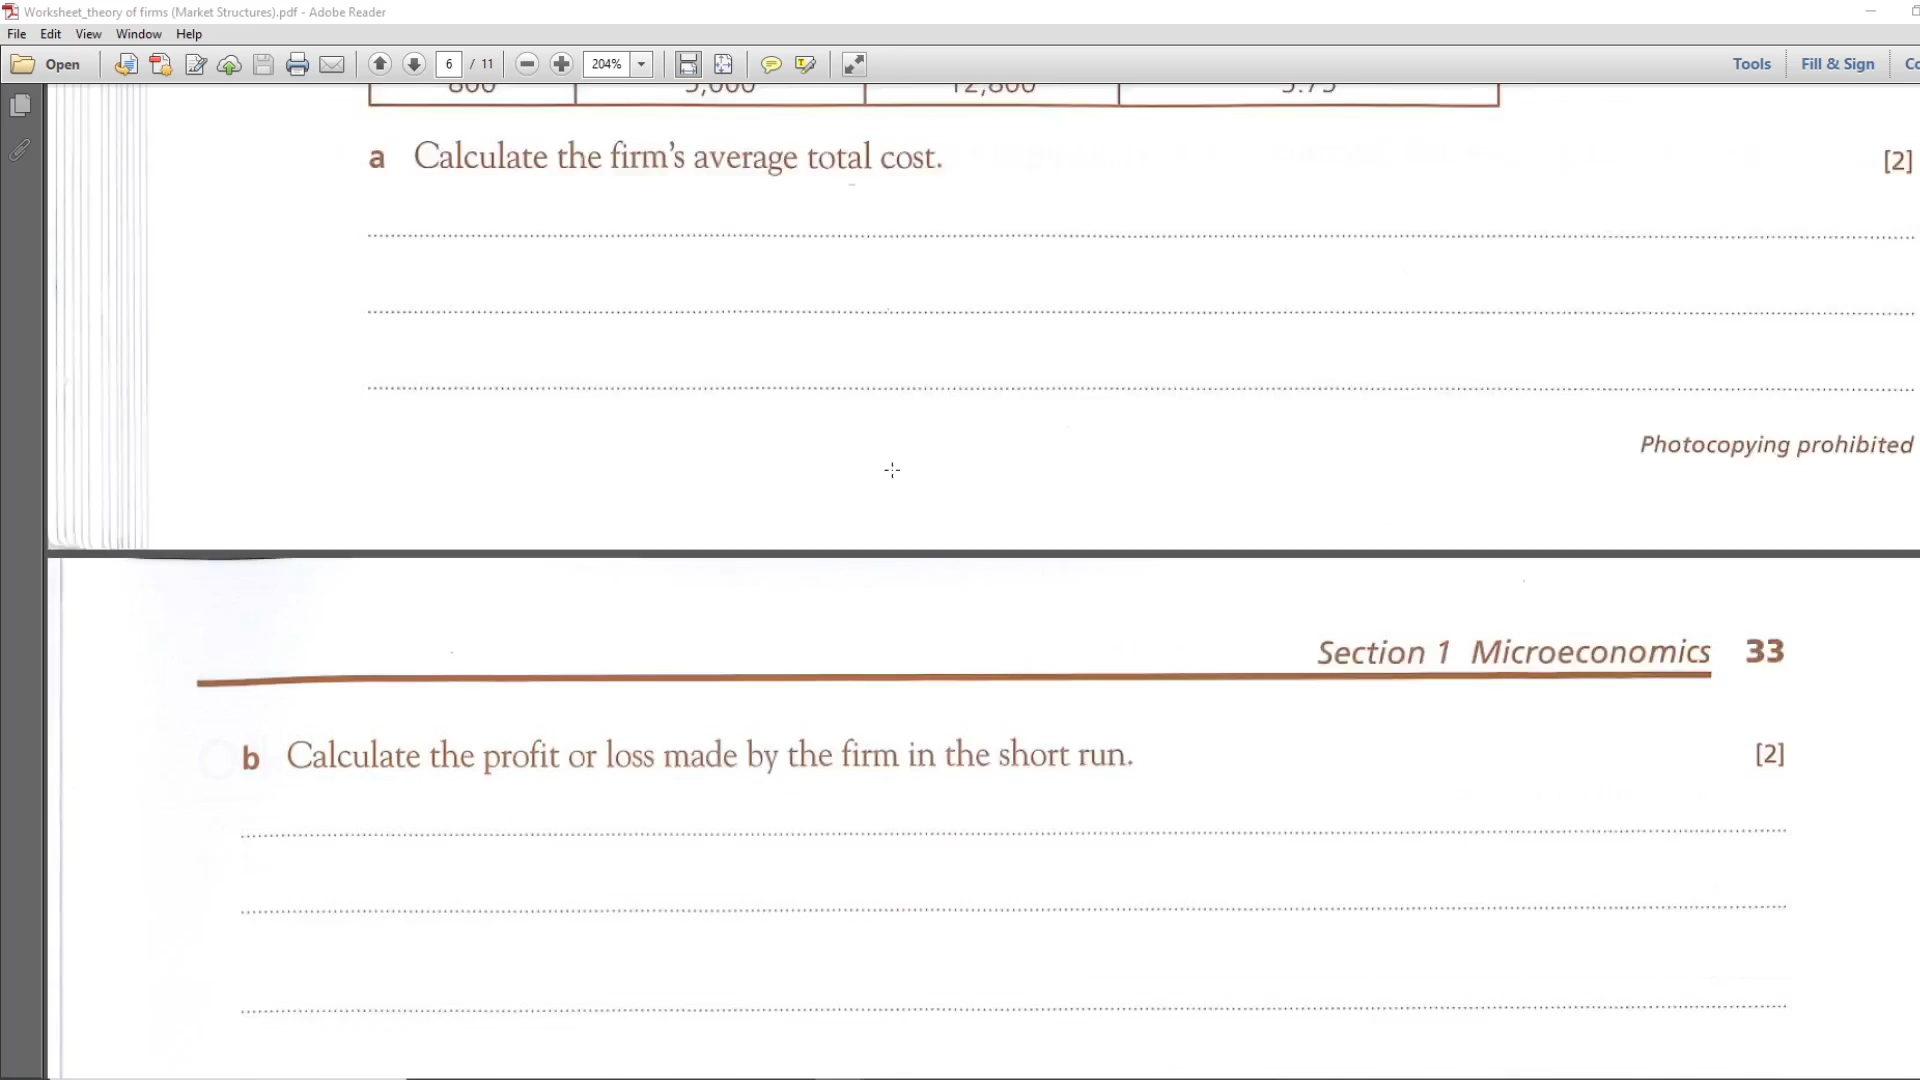 Worksheet_theory of firms (Market Structures).pdf - Adobe Reader
File Edit View Window Help
Open 6 / 11 204% Tools Fill & Sign
a Calculate the firm's average total cost. [2]
Photocopying prohibited
Section 1 Microeconomics 33
b Calculate the profit or loss made by the firm in the short run. [2]